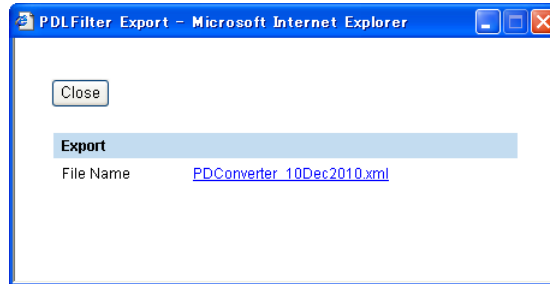 PDLFilter Export - Microsoft Internet Explorer
Close
Export
File Name PDConverter_10Dec2010.xml